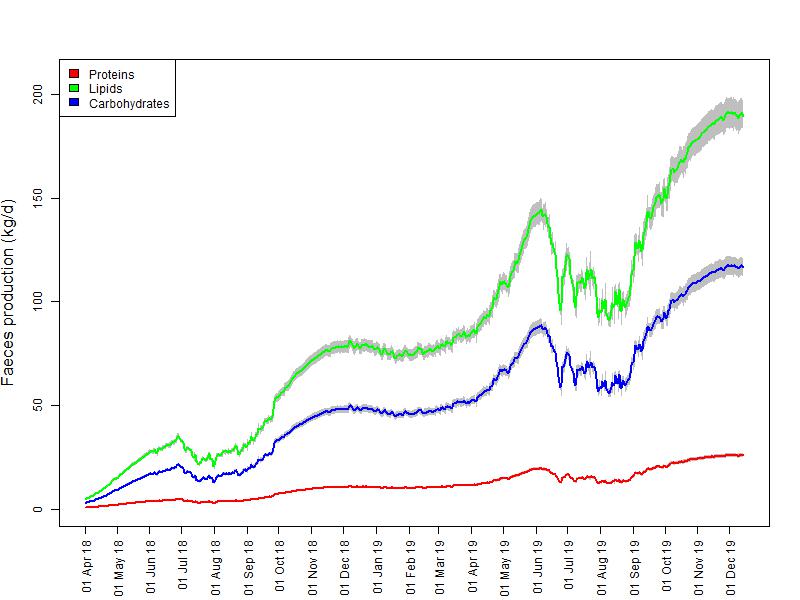 Proteins
Lipids
Carbohydrates
Faeces production (kg/d)
200
150
100
50
0
01 Apr 18
01 May 18
01 Jun 18
01 Jul 18
01 Aug 18
01 Sep 18
01 Oct 18
01 Nov 18
01 Dec 18
01 Jan 19
01 Feb 19
01 Mar 19
01 Apr 19
01 May 19
01 Jun 19
01 Jul 19
01 Aug 19
01 Sep 19
01 Oct 19
01 Nov 19
01 Dec 19